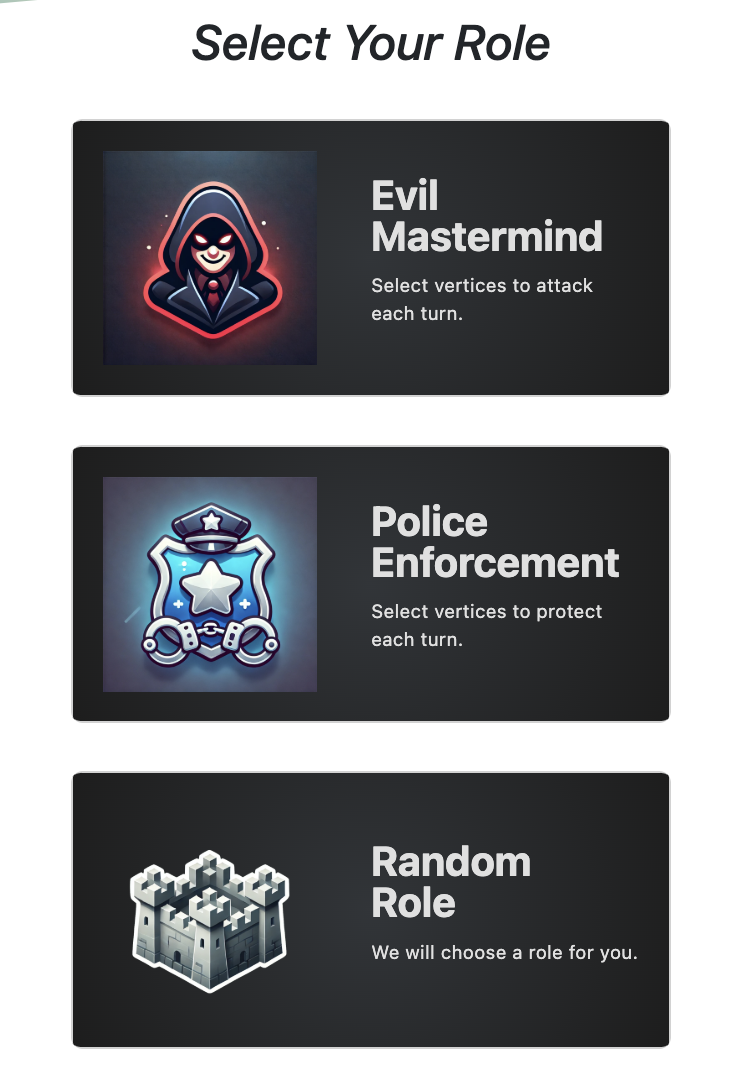 Select Your Role
Evil
Mastermind
Select vertices to attack
each turn.
Police
Enforcement
Select vertices to protect
each turn.
Random
Role
We will choose a role for you.